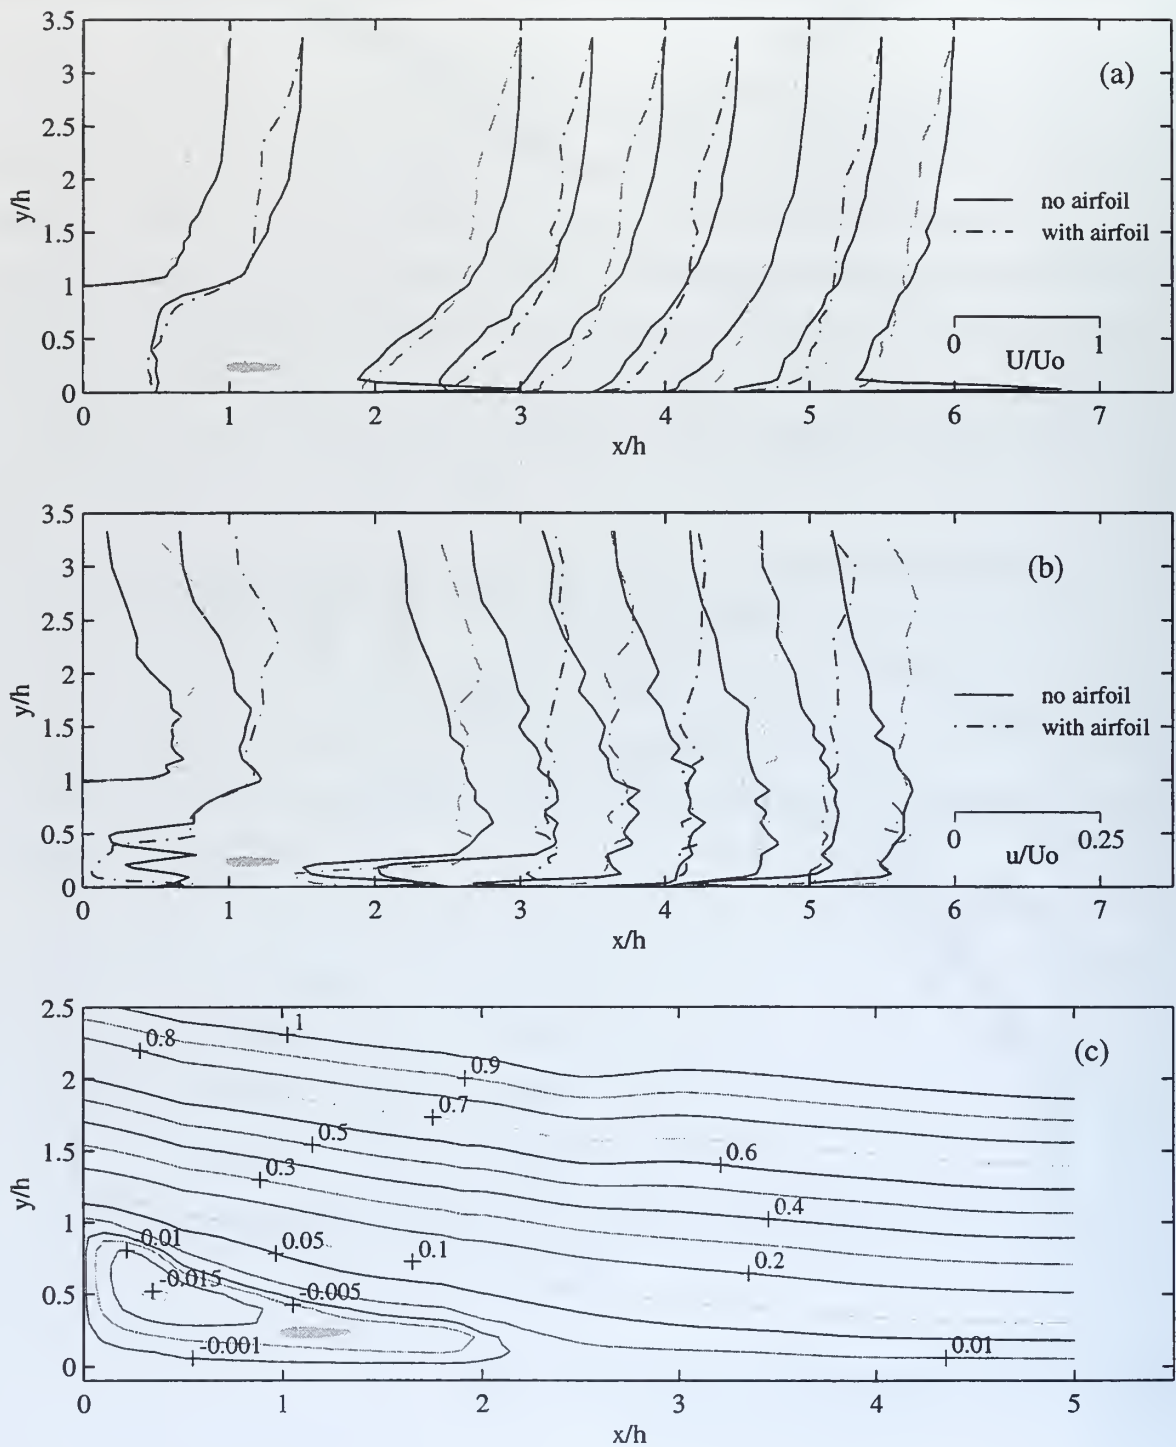 3.5
3
(a)
2.5
2
y/h
no airfoil
1.5
with airfoil
1
0.5
0 1
U/Uo
0
0 1 2 3 4 5 6 7
x/h
3.5
3
(b)
2.5
2
y/h
no airfoil
1.5
with airfoil
1
0.5
0 0.25
u/Uo
0
0 1 2 3 4 5 6 7
x/h
2.5
1
0.8
(c)
0.9
2
0.7
0.5
1.5
0.6
y/h
0.3
0.4
1
0.01
0.05
0.1
0.2
-0.015
-0.005
0.5
-0.001
0.01
0
0 1 2 3 4 5
x/h